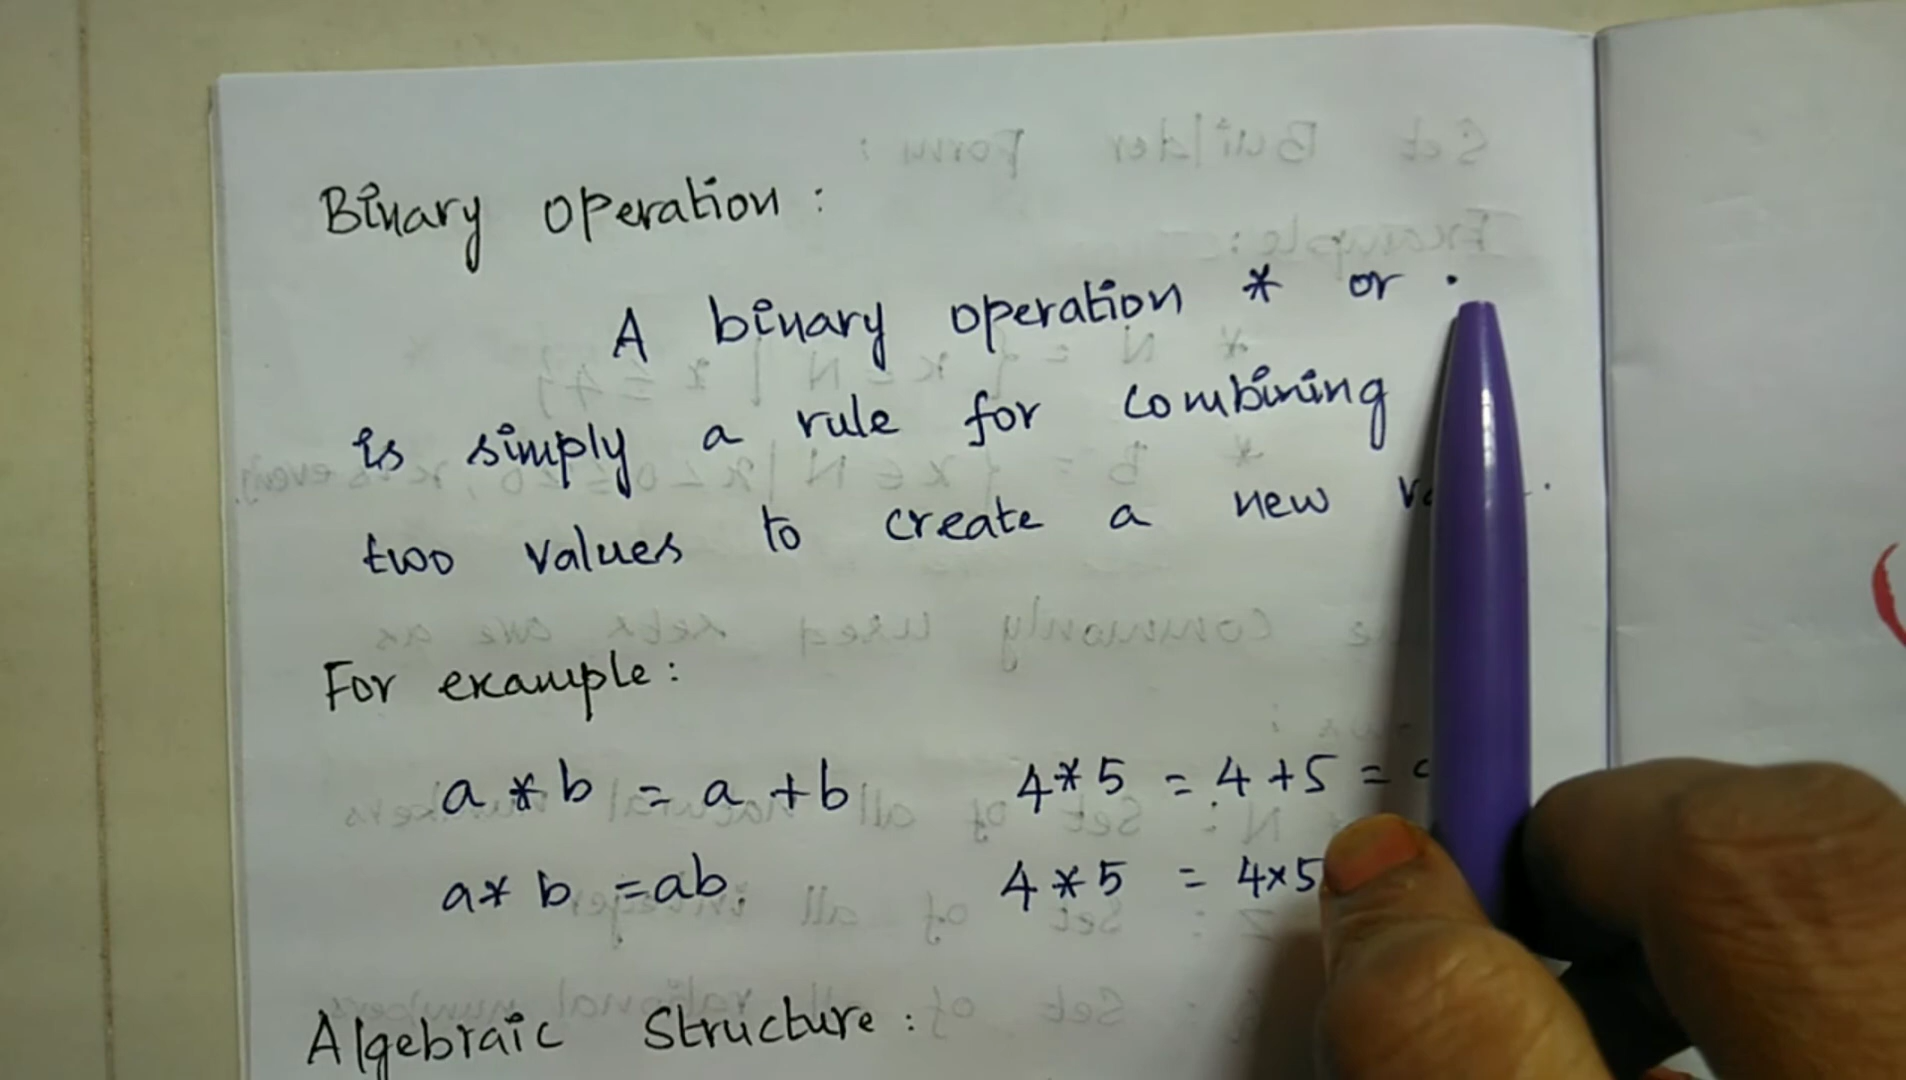 Binary operation :
A binary operation * or .
is simply a rule for combining
two values to create a new
For example :
a * b = a + b 4 * 5 = 4 + 5 =
a * b = ab. 4 * 5 = 4×5
Algebraic Structure :